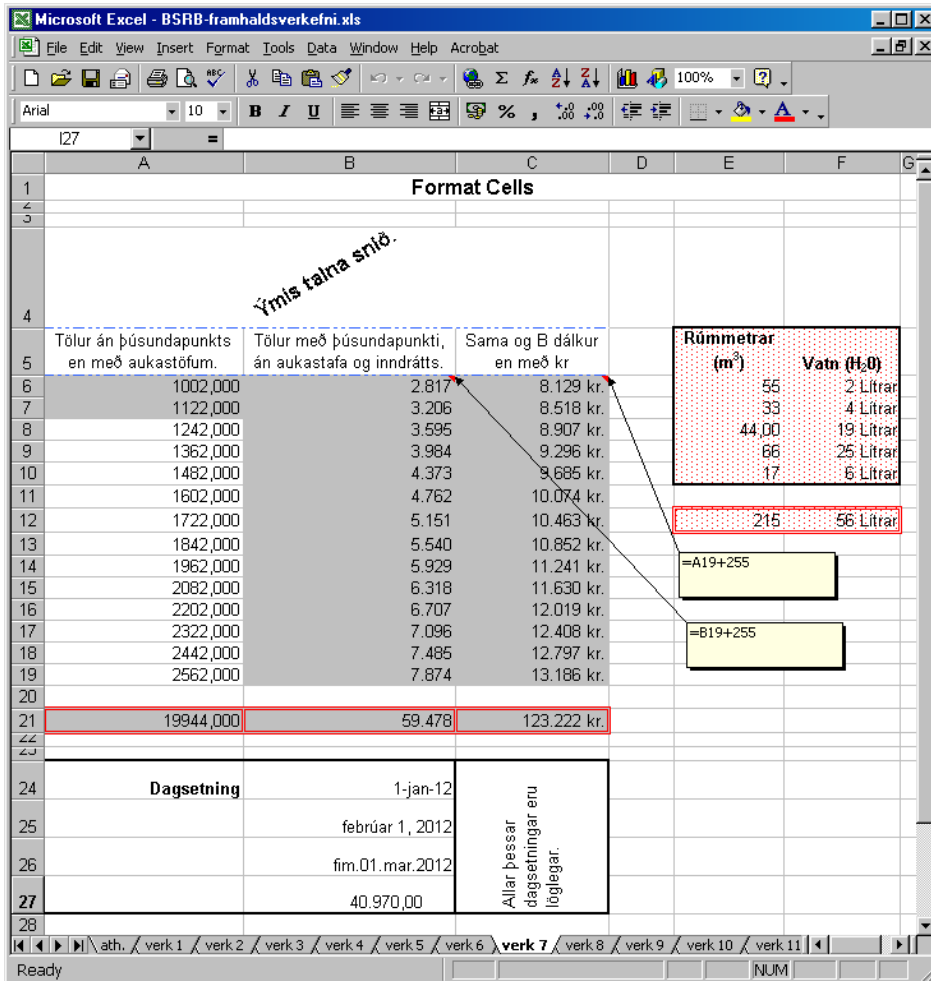 Microsoft Excel - BSRB-framhaldsverkefni.xls
File Edit View Insert Format Tools Data Window Help Acrobat
100%
Arial 10 B I U % ,
I27 =
A B C D E F G
1 Format Cells
2
3
4 Ýmis talna snið.
5 Tölur án þúsundapunkts en með aukastöfum. Tölur með þúsundapunkti, án aukastafa og inndrátts. Sama og B dálkur en með kr Rúmmetrar (m³) Vatn (H₂0)
6 1002,000 2.817 8.129 kr. 55 2 Lítrar
7 1122,000 3.206 8.518 kr. 33 4 Lítrar
8 1242,000 3.595 8.907 kr. 44,00 19 Lítrar
9 1362,000 3.984 9.296 kr. 66 25 Lítrar
10 1482,000 4.373 9.685 kr. 17 6 Lítrar
11 1602,000 4.762 10.074 kr.
12 1722,000 5.151 10.463 kr. 215 56 Lítrar
13 1842,000 5.540 10.852 kr.
14 1962,000 5.929 11.241 kr. =A19+255
15 2082,000 6.318 11.630 kr.
16 2202,000 6.707 12.019 kr.
17 2322,000 7.096 12.408 kr. =B19+255
18 2442,000 7.485 12.797 kr.
19 2562,000 7.874 13.186 kr.
20
21 19944,000 59.478 123.222 kr.
22
23
24 Dagsetning 1-jan-12
25 febrúar 1, 2012
26 fim.01.mar.2012
27 40.970,00
Allar þessar
dagsetningar eru
löglegar.
28
ath. verk 1 verk 2 verk 3 verk 4 verk 5 verk 6 verk 7 verk 8 verk 9 verk 10 verk 11
Ready NUM